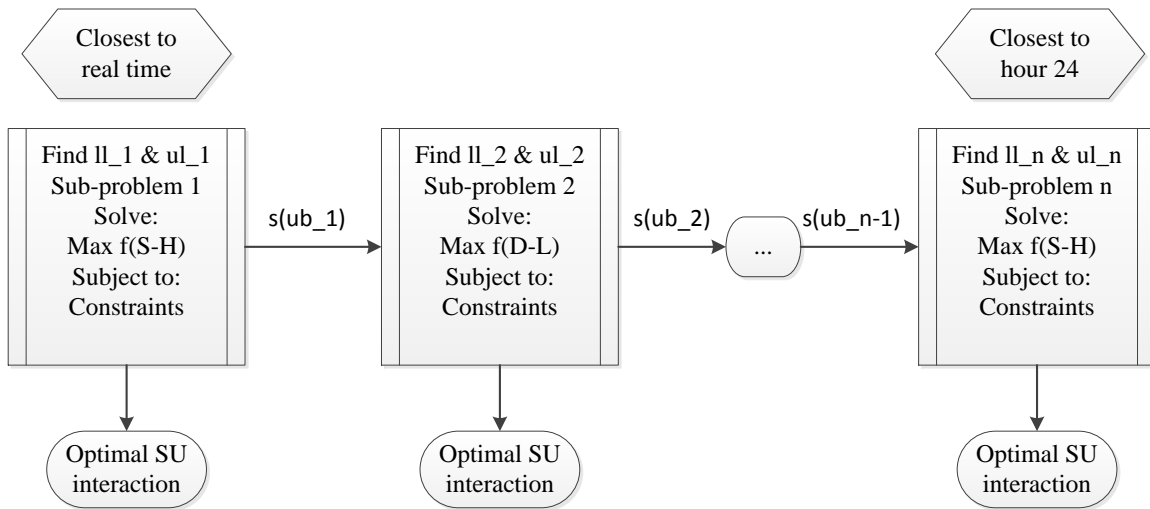 Closest to
real time
Closest to
hour 24
Find ll_1 & ul_1
Sub-problem 1
Solve:
Max f(S-H)
Subject to:
Constraints
s(ub_1)
Find ll_2 & ul_2
Sub-problem 2
Solve:
Max f(D-L)
Subject to:
Constraints
s(ub_2)
...
s(ub_n-1)
Find ll_n & ul_n
Sub-problem n
Solve:
Max f(S-H)
Subject to:
Constraints
Optimal SU
interaction
Optimal SU
interaction
Optimal SU
interaction